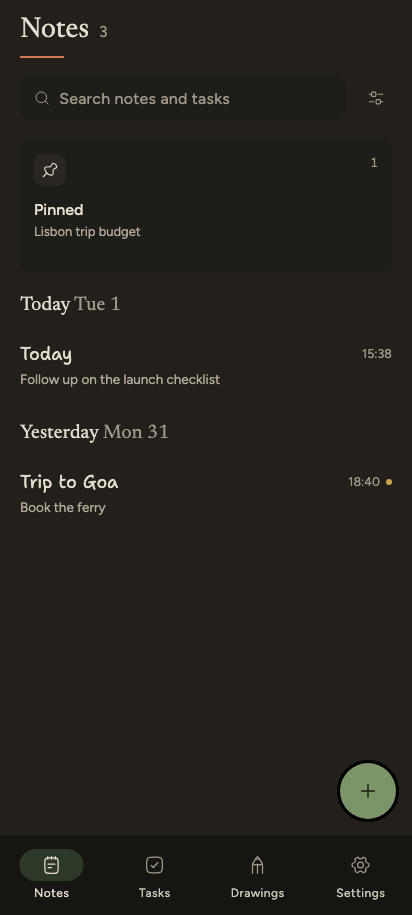 Notes 3
Search notes and tasks
1
Pinned
Lisbon trip budget
Today Tue 1
Today 15:38
Follow up on the launch checklist
Yesterday Mon 31
Trip to Goa 18:40
Book the ferry
Notes Tasks Drawings Settings